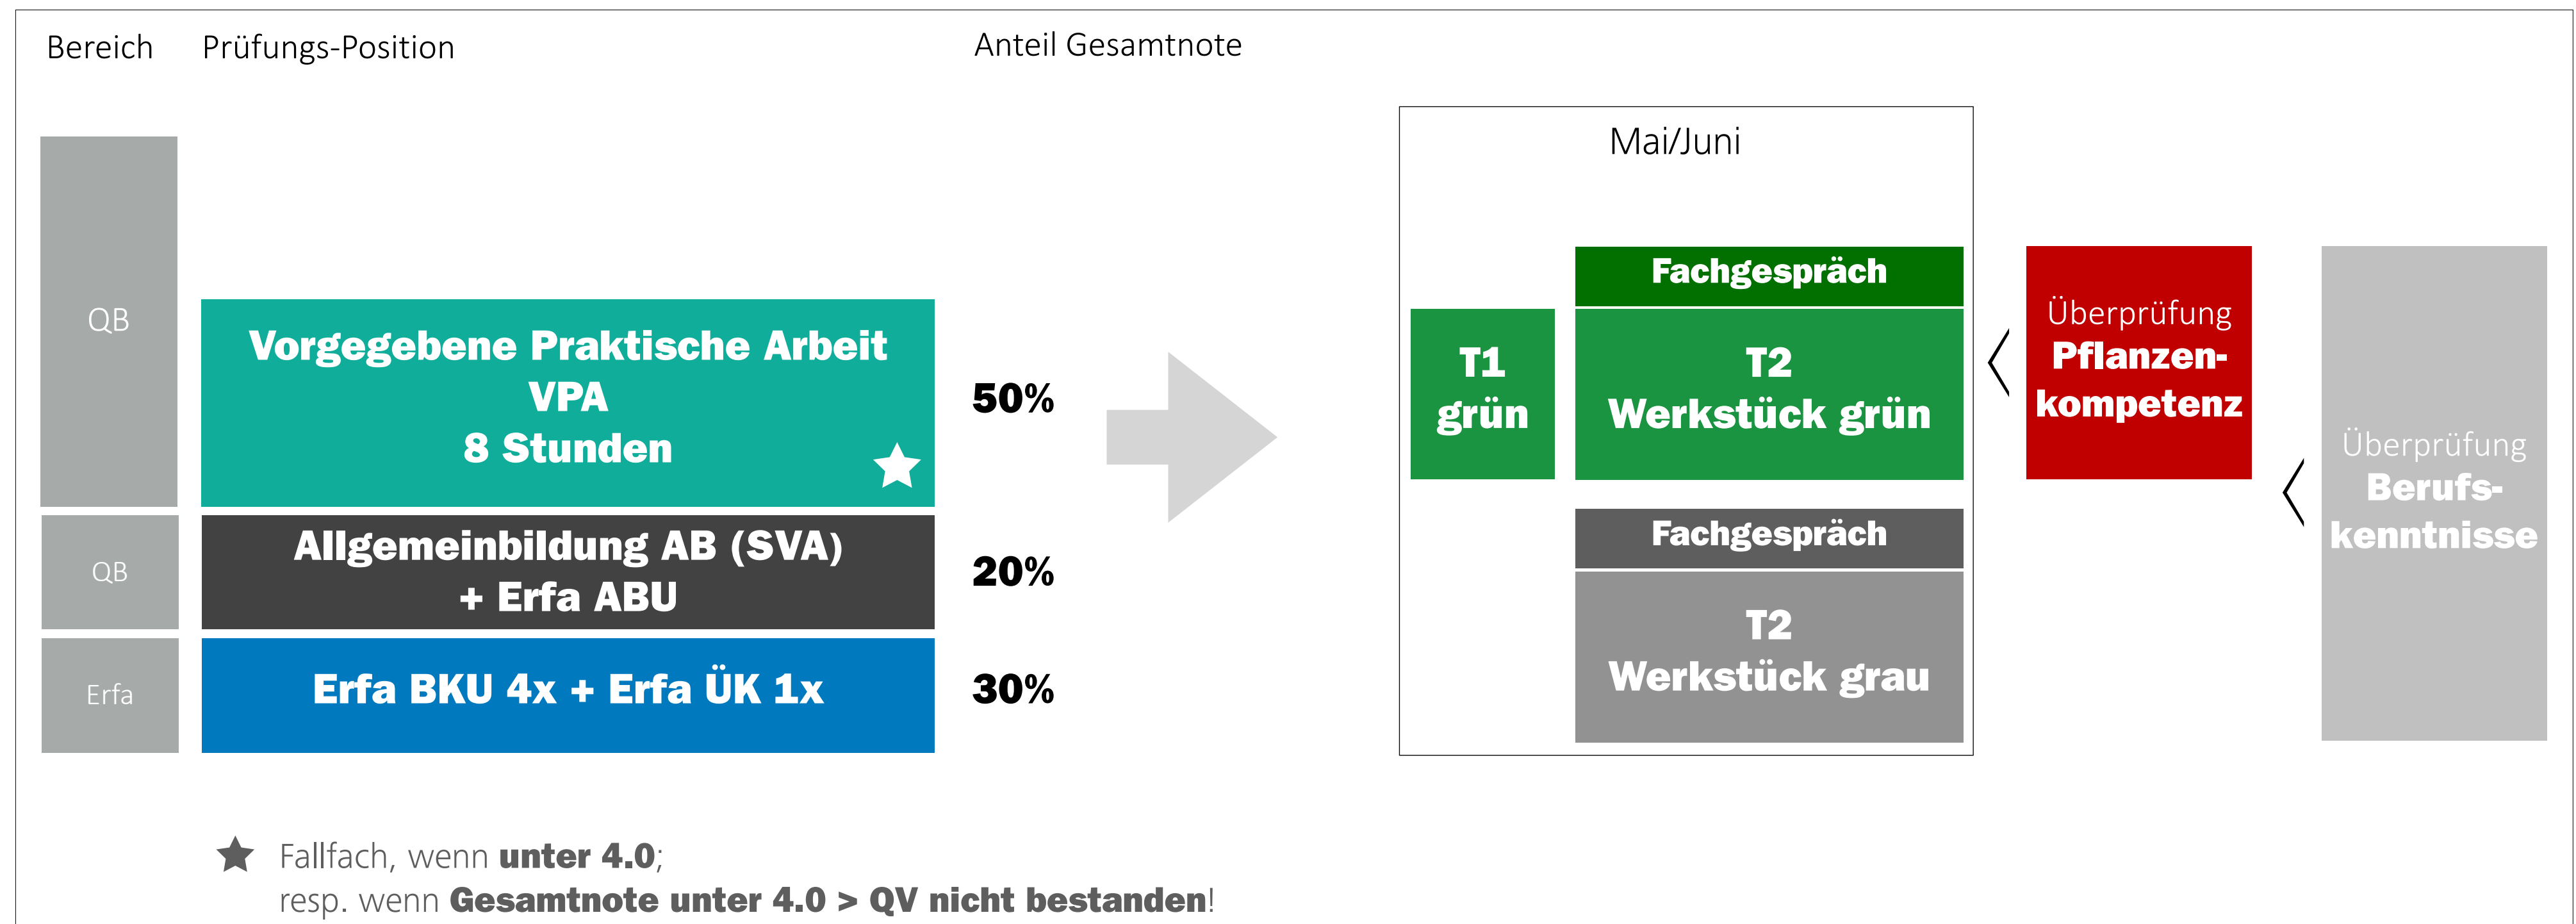 Bereich
Prüfungs-Position
Anteil Gesamtnote
QB
Vorgegebene Praktische Arbeit
VPA
8 Stunden
50%
QB
Allgemeinbildung AB (SVA)
+ Erfa ABU
20%
Erfa
Erfa BKU 4x + Erfa ÜK 1x
30%
Mai/Juni
T1
grün
Fachgespräch
T2
Werkstück grün
Fachgespräch
T2
Werkstück grau
Überprüfung
Pflanzen-
kompetenz
Überprüfung
Berufs-
kenntnisse
Fallfach, wenn unter 4.0;
resp. wenn Gesamtnote unter 4.0 > QV nicht bestanden!